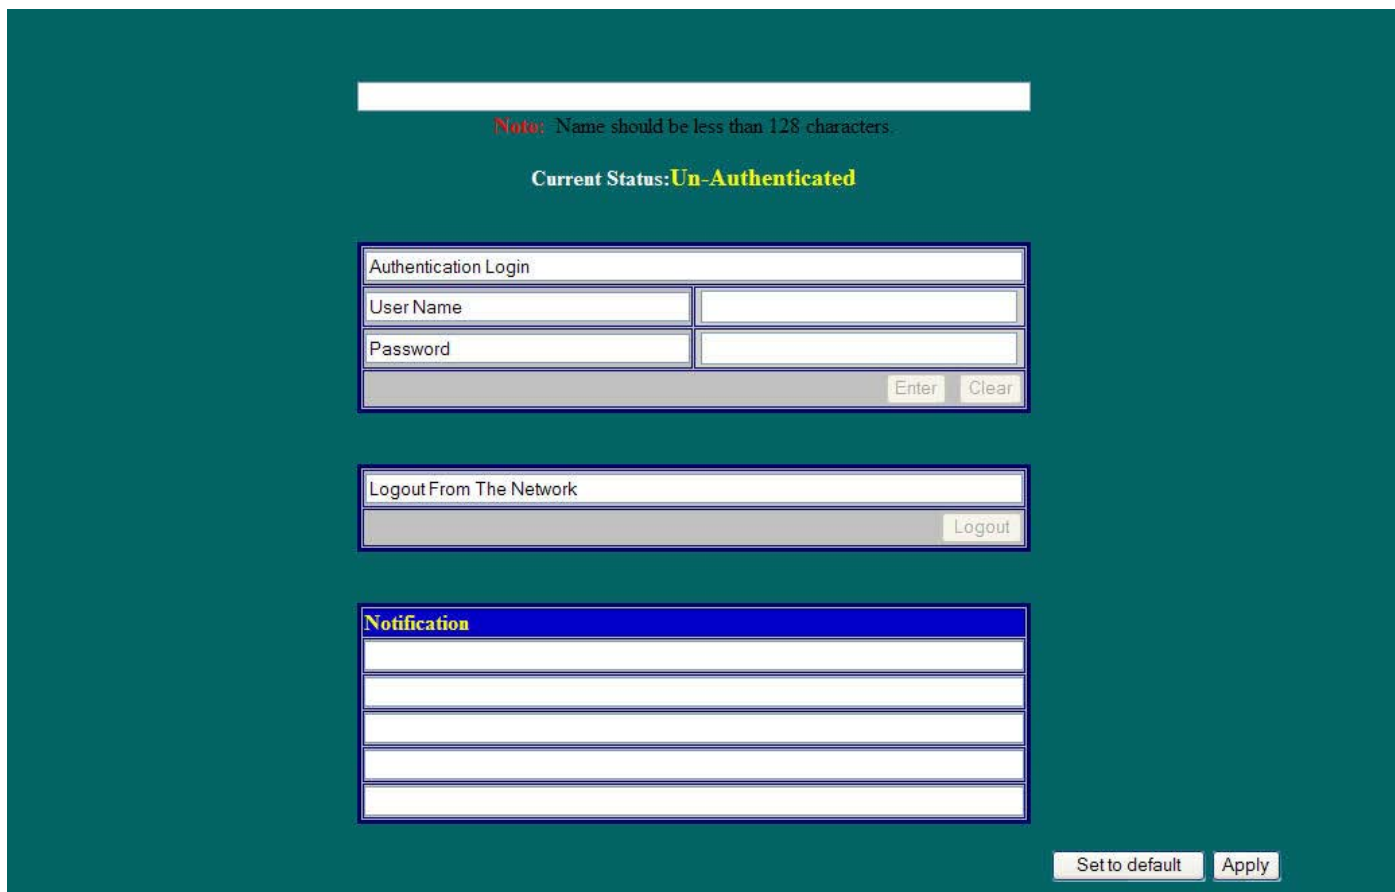 Note: Name should be less than 128 characters.
Current Status:Un-Authenticated
Authentication Login
User Name
Password
Enter Clear
Logout From The Network
Logout
Notification
Set to default Apply